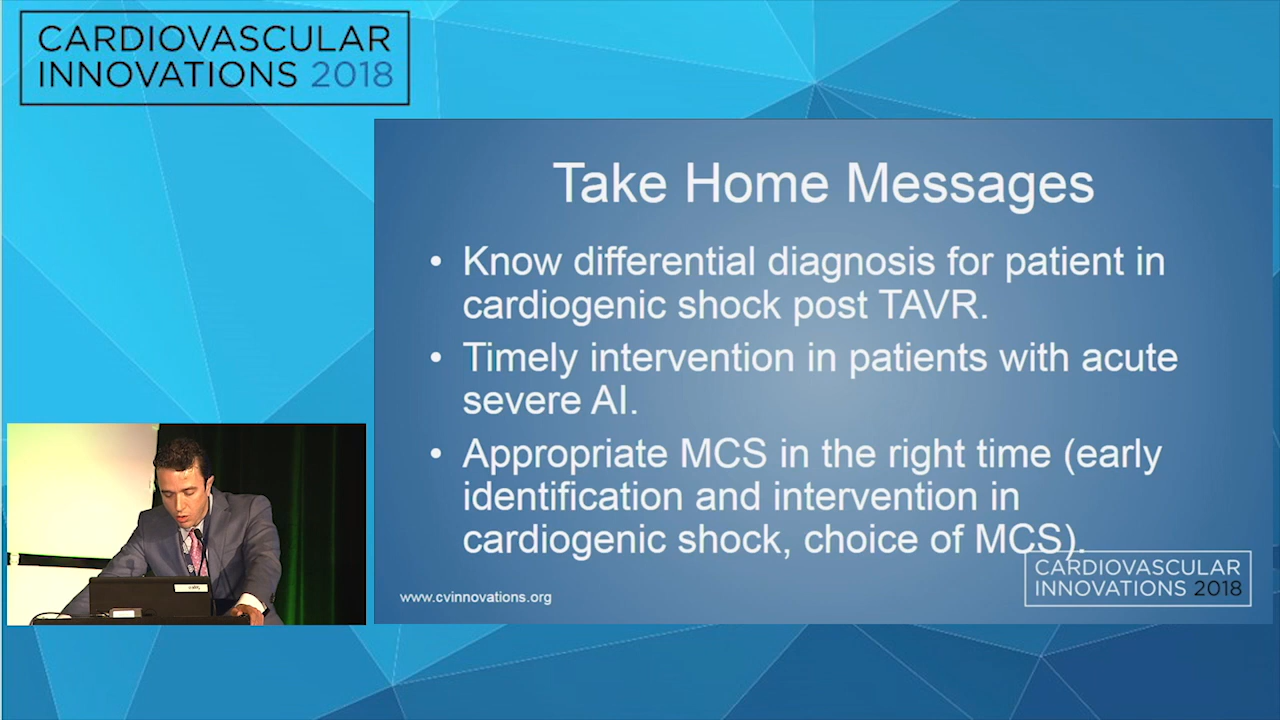 CARDIOVASCULAR
INNOVATIONS 2018
Take Home Messages
• Know differential diagnosis for patient in
cardiogenic shock post TAVR.
• Timely intervention in patients with acute
severe AI.
• Appropriate MCS in the right time (early
identification and intervention in
cardiogenic shock, choice of MCS).
www.cvinnovations.org
CARDIOVASCULAR
INNOVATIONS 2018